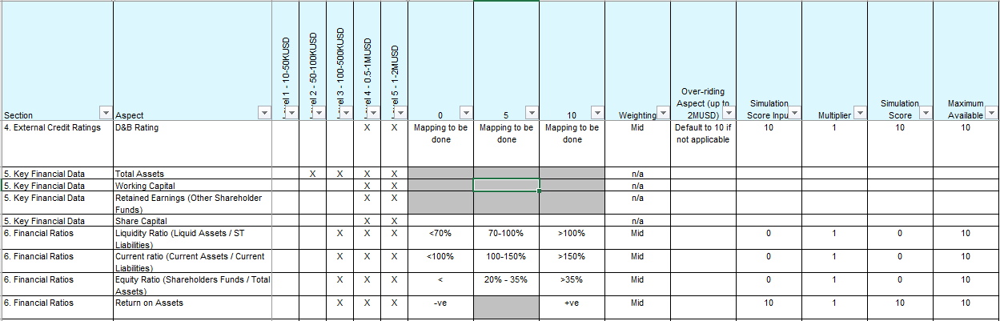 Section Aspect el 1 - 10-50KUSD el 2 - 50-100KUSD el 3 - 100-500KUSD el 4 - 0.5-1MUSD el 5 - 1-2MUSD 0 5 10 Weighting Over-riding Aspect (up to 2MUSD) Simulation Score Inpu Multiplier Simulation Score Maximum Available
4. External Credit Ratings D&B Rating X X Mapping to be done Mapping to be done Mapping to be done Mid Default to 10 if not applicable 10 1 10 10
5. Key Financial Data Total Assets X X X X n/a
5. Key Financial Data Working Capital X X n/a
5. Key Financial Data Retained Earnings (Other Shareholder Funds) X X n/a
5. Key Financial Data Share Capital X X n/a
6. Financial Ratios Liquidity Ratio (Liquid Assets / ST Liabilities) X X X <70% 70-100% >100% Mid 0 1 0 10
6. Financial Ratios Current ratio (Current Assets / Current Liabilities) X X X <100% 100-150% >150% Mid 0 1 0 10
6. Financial Ratios Equity Ratio (Shareholders Funds / Total Assets) X X X < 20% - 35% >35% Mid 0 1 0 10
6. Financial Ratios Return on Assets X X X -ve +ve Mid 10 1 10 10